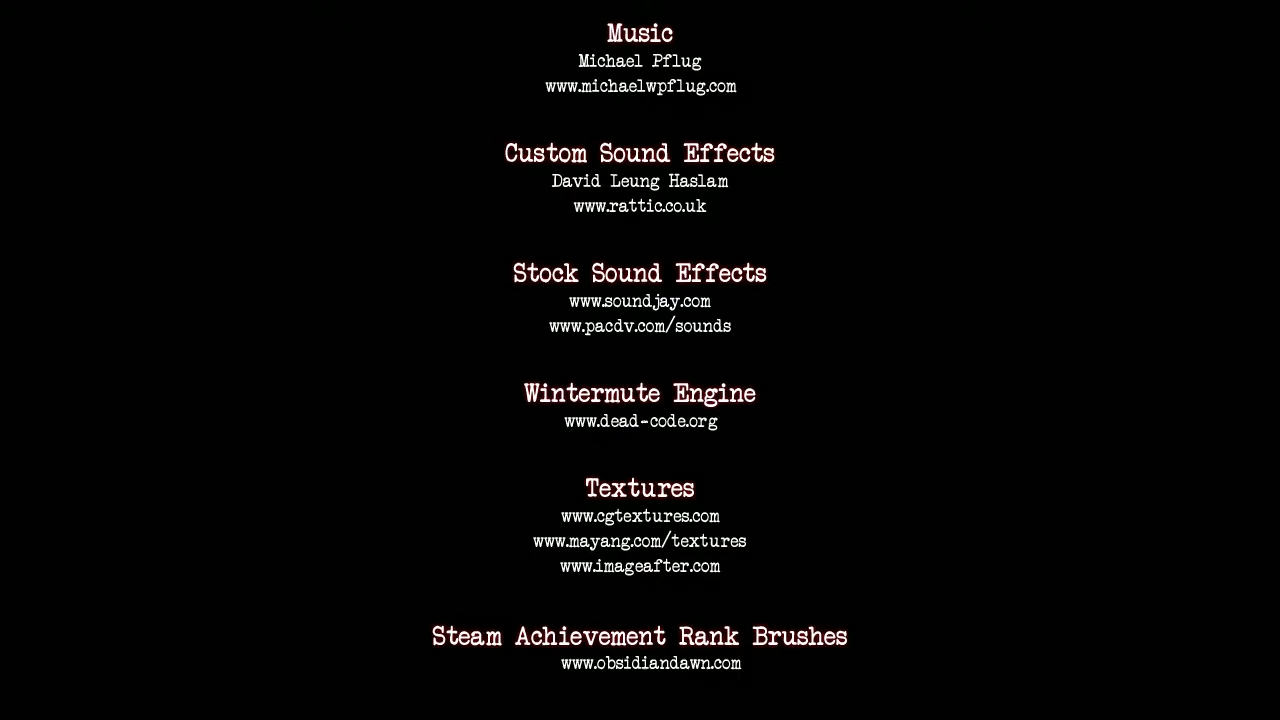 Music
Michael Pflug
www.michaelwpflug.com
Custom Sound Effects
David Leung Haslam
www.rattic.co.uk
Stock Sound Effects
www.soundjay.com
www.pacdv.com/sounds
Wintermute Engine
www.dead-code.org
Textures
www.cgtextures.com
www.mayang.com/textures
www.imageafter.com
Steam Achievement Rank Brushes
www.obsidiandawn.com